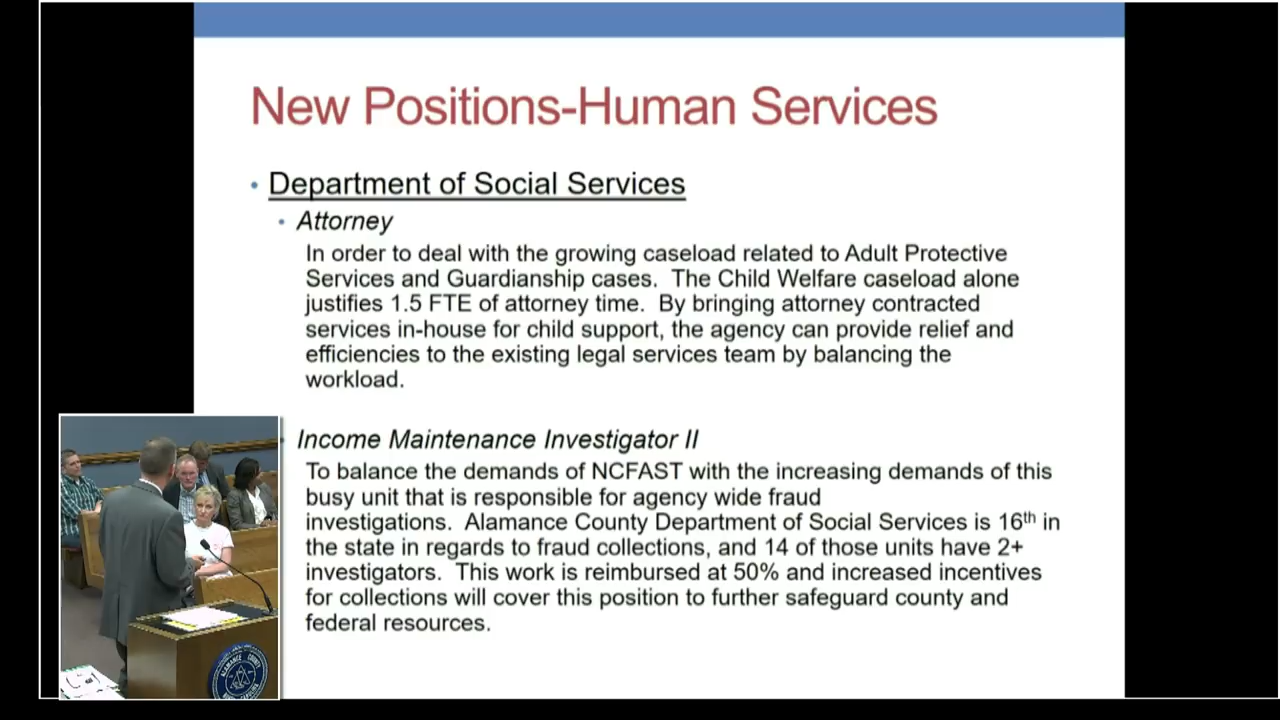 New Positions-Human Services
• Department of Social Services
• Attorney
In order to deal with the growing caseload related to Adult Protective
Services and Guardianship cases.  The Child Welfare caseload alone
justifies 1.5 FTE of attorney time.  By bringing attorney contracted
services in-house for child support, the agency can provide relief and
efficiencies to the existing legal services team by balancing the
workload.
Income Maintenance Investigator II
To balance the demands of NCFAST with the increasing demands of this
busy unit that is responsible for agency wide fraud
investigations.  Alamance County Department of Social Services is 16th in
the state in regards to fraud collections, and 14 of those units have 2+
investigators.  This work is reimbursed at 50% and increased incentives
for collections will cover this position to further safeguard county and
federal resources.
ALAMANCE COUNTY
NORTH CAROLINA